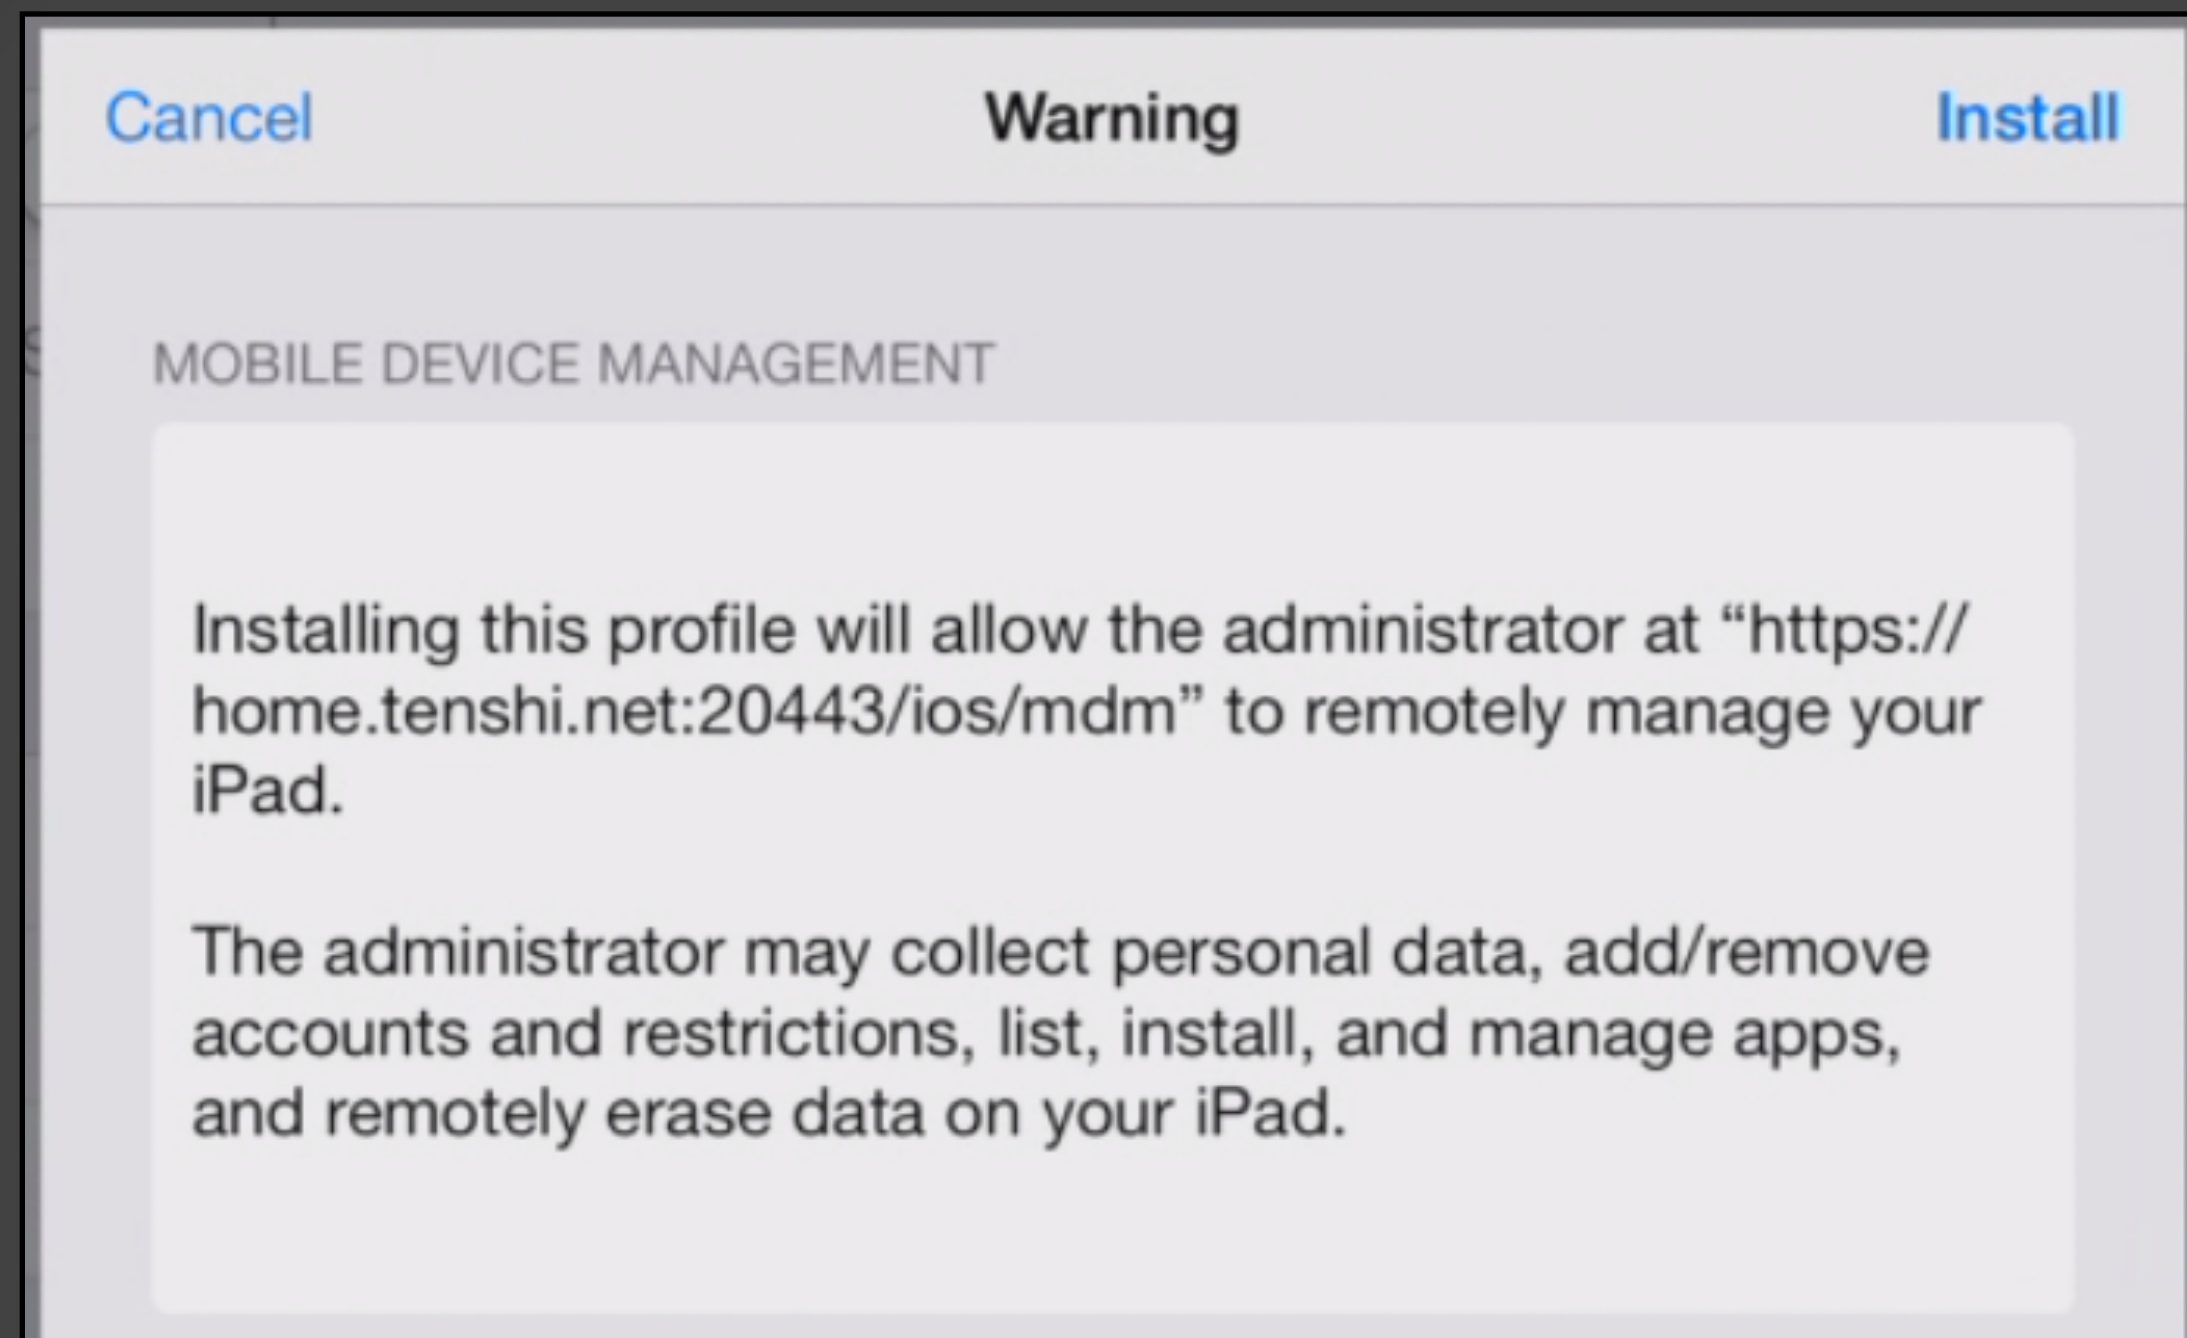 Cancel
Warning
Install
MOBILE DEVICE MANAGEMENT
Installing this profile will allow the administrator at “https://
home.tenshi.net:20443/ios/mdm” to remotely manage your
iPad.
The administrator may collect personal data, add/remove
accounts and restrictions, list, install, and manage apps,
and remotely erase data on your iPad.